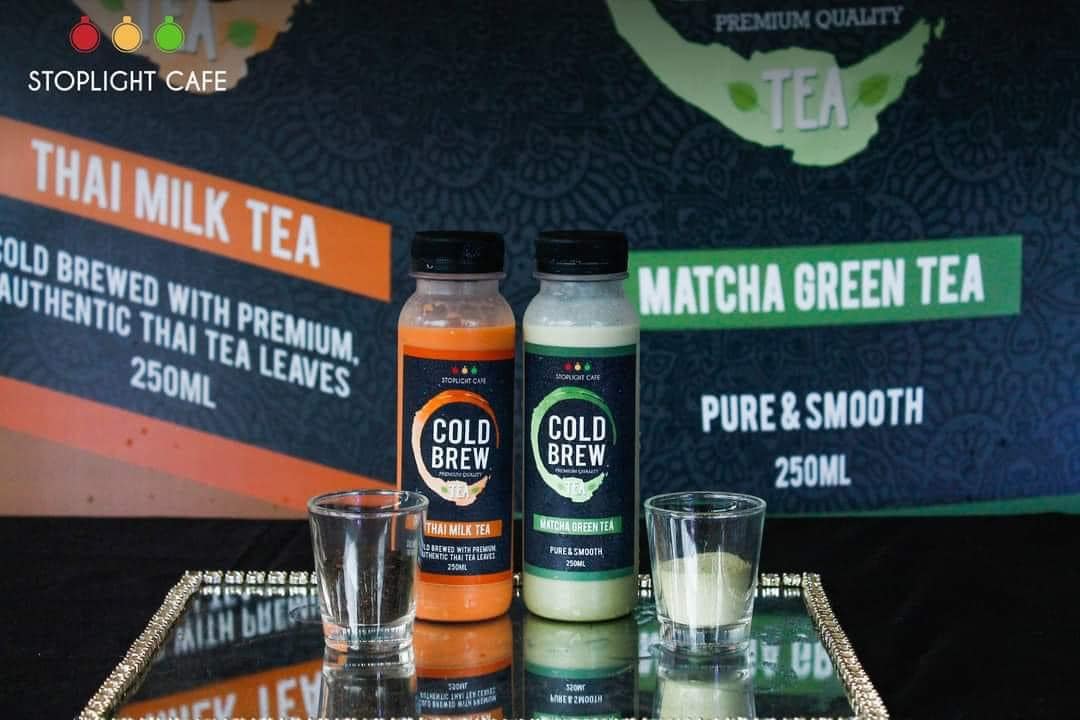 STOPLIGHT CAFE
TEA
THAI MILK TEA
COLD BREWED WITH PREMIUM,
AUTHENTIC THAI TEA LEAVES
250ML
PREMIUM QUALITY
TEA
MATCHA GREEN TEA
PURE & SMOOTH
250ML
STOPLIGHT CAFE
COLD
BREW
PREMIUM QUALITY
TEA
THAI MILK TEA
COLD BREWED WITH PREMIUM,
AUTHENTIC THAI TEA LEAVES
250ML
STOPLIGHT CAFE
COLD
BREW
PREMIUM QUALITY
TEA
MATCHA GREEN TEA
PURE & SMOOTH
250ML